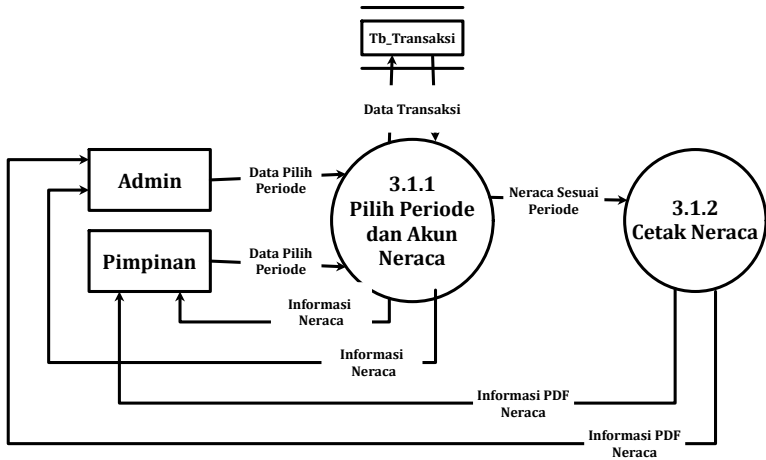 Tb_Transaksi
Data Transaksi
Admin
Data Pilih
Periode
3.1.1
Pilih Periode
dan Akun
Neraca
Neraca Sesuai
Periode
3.1.2
Cetak Neraca
Pimpinan
Data Pilih
Periode
Informasi
Neraca
Informasi
Neraca
Informasi PDF
Neraca
Informasi PDF
Neraca